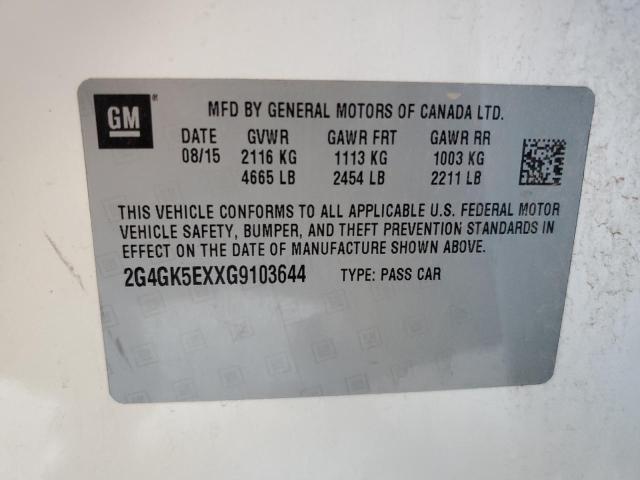 GM® MFD BY GENERAL MOTORS OF CANADA LTD.
DATE GVWR GAWR FRT GAWR RR
08/15 2116 KG 1113 KG 1003 KG
4665 LB 2454 LB 2211 LB
THIS VEHICLE CONFORMS TO ALL APPLICABLE U.S. FEDERAL MOTOR
VEHICLE SAFETY, BUMPER, AND THEFT PREVENTION STANDARDS IN
EFFECT ON THE DATE OF MANUFACTURE SHOWN ABOVE.
2G4GK5EXXG9103644 TYPE: PASS CAR